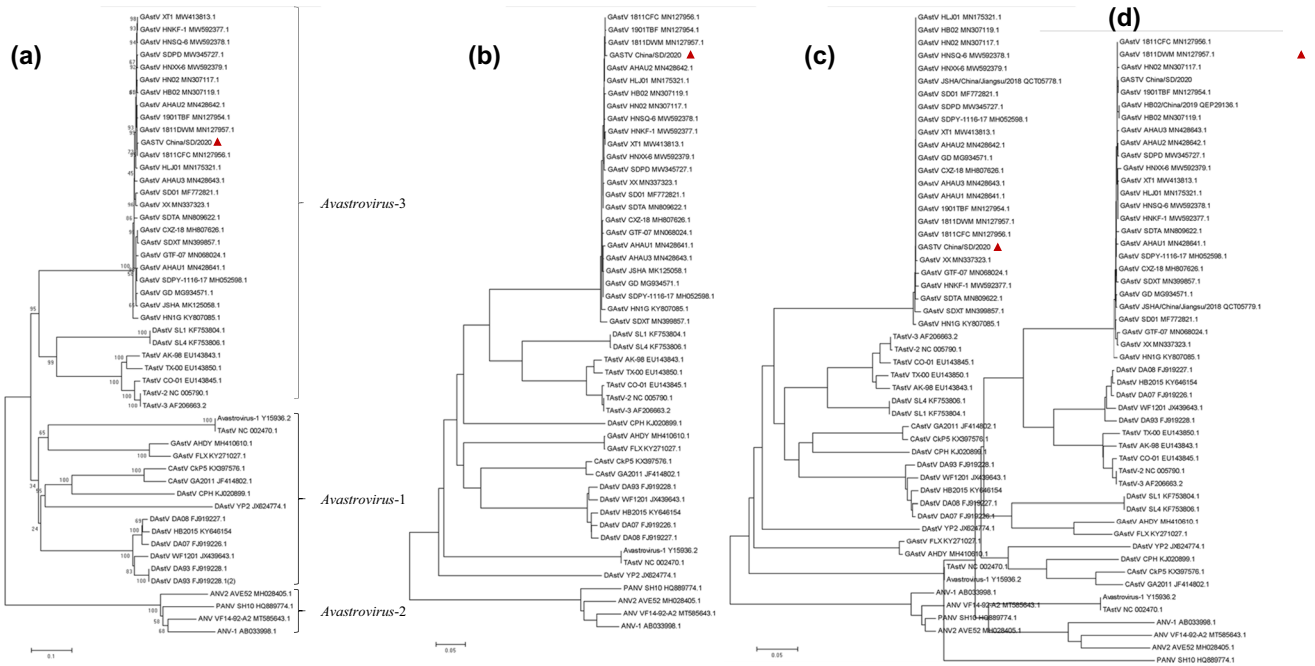 (a)
GAstV XT1 MW413813.1
GAstV HNKF-1 MW592377.1
GAstV HNSQ-6 MW592378.1
GAstV SDPD MW345727.1
GAstV HNXX-6 MW592379.1
GAstV HN02 MN307117.1
GAstV HB02 MN307119.1
GAstV AHAU2 MN428642.1
GAstV 1901TBF MN127954.1
GAstV 1811DWM MN127957.1
GASTV China/SD/2020
GAstV 1811CFC MN127956.1
GAstV HLJ01 MN175321.1
GAstV AHAU3 MN428643.1
GAstV SD01 MF772821.1
GAstV XX MN337323.1
GAstV SDTA MN809622.1
GAstV CXZ-18 MH807626.1
GAstV SDXT MN399857.1
GAstV GTF-07 MN068024.1
GAstV AHAU1 MN428641.1
GAstV SDPY-1116-17 MH052598.1
GAstV GD MG934571.1
GAstV JSHA MK125058.1
GAstV HN1G KY807085.1
DAstV SL1 KF753804.1
DAstV SL4 KF753806.1
TAstV AK-98 EU143843.1
TAstV TX-00 EU143850.1
TAstV CO-01 EU143845.1
TAstV-2 NC 005790.1
TAstV-3 AF206663.2
Avastrovirus-1 Y15936.2
TAstV NC 002470.1
GAstV AHDY MH410610.1
GAstV FLX KY271027.1
CAstV CkP5 KX397576.1
CAstV GA2011 JF414802.1
DAstV CPH KJ020899.1
DAstV YP2 JX624774.1
DAstV DA08 FJ919227.1
DAstV HB2015 KY646154
DAstV DA07 FJ919226.1
DAstV WF1201 JX439643.1
DAstV DA93 FJ919228.1
DAstV DA93 FJ919228.1(2)
ANV2 AVE52 MH028405.1
PANV SH10 HQ889774.1
ANV VF14-92-A2 MT585643.1
ANV-1 AB033998.1
0.1
Avastrovirus-3
Avastrovirus-1
Avastrovirus-2
(b)
GAstV 1811CFC MN127956.1
GAstV 1901TBF MN127954.1
GAstV 1811DWM MN127957.1
GASTV China/SD/2020
GAstV AHAU2 MN428642.1
GAstV HLJ01 MN175321.1
GAstV HB02 MN307119.1
GAstV HN02 MN307117.1
GAstV HNSQ-6 MW592378.1
GAstV HNKF-1 MW592377.1
GAstV XT1 MW413813.1
GAstV HNXX-6 MW592379.1
GAstV SDPD MW345727.1
GAstV XX MN337323.1
GAstV SD01 MF772821.1
GAstV SDTA MN809622.1
GAstV CXZ-18 MH807626.1
GAstV GTF-07 MN068024.1
GAstV AHAU1 MN428641.1
GAstV JSHA MK125058.1
GAstV GD MG934571.1
GAstV SDPY-1116-17 MH052598.1
GAstV HN1G KY807085.1
GAstV SDXT MN399857.1
DAstV SL1 KF753804.1
DAstV SL4 KF753806.1
TAstV AK-98 EU143843.1
TAstV TX-00 EU143850.1
TAstV CO-01 EU143845.1
TAstV-2 NC 005790.1
TAstV-3 AF206663.2
DAstV CPH KJ020899.1
GAstV AHDY MH410610.1
GAstV FLX KY271027.1
CAstV CkP5 KX397576.1
CAstV GA2011 JF414802.1
DAstV DA93 FJ919228.1
DAstV WF1201 JX439643.1
DAstV HB2015 KY646154
DAstV DA07 FJ919226.1
DAstV DA08 FJ919227.1
Avastrovirus-1 Y15936.2
TAstV NC 002470.1
DAstV YP2 JX624774.1
PANV SH10 HQ889774.1
ANV2 AVE52 MH028405.1
ANV VF14-92-A2 MT585643.1
ANV-1 AB033998.1
0.05
(c)
GAstV HLJ01 MN175321.1
GAstV HB02 MN307119.1
GAstV HN02 MN307117.1
GAstV HNSQ-6 MW592378.1
GAstV HNXX-6 MW592379.1
GAstV JSHA/China/Jiangsu/2018 QCT05778.1
GAstV SD01 MF772821.1
GAstV SDPD MW345727.1
GAstV SDPY-1116-17 MH052598.1
GAstV XT1 MW413813.1
GAstV AHAU2 MN428642.1
GAstV GD MG934571.1
GAstV CXZ-18 MH807626.1
GAstV AHAU3 MN428643.1
GAstV AHAU1 MN428641.1
GAstV 1901TBF MN127954.1
GAstV 1811DWM MN127957.1
GAstV 1811CFC MN127956.1
GASTV China/SD/2020
GAstV XX MN337323.1
GAstV GTF-07 MN068024.1
GAstV HNKF-1 MW592377.1
GAstV SDTA MN809622.1
GAstV SDXT MN399857.1
GAstV HN1G KY807085.1
TAstV-3 AF206663.2
TAstV-2 NC 005790.1
TAstV CO-01 EU143845.1
TAstV TX-00 EU143850.1
TAstV AK-98 EU143843.1
DAstV SL4 KF753806.1
DAstV SL1 KF753804.1
CAstV GA2011 JF414802.1
CAstV CkP5 KX397576.1
DAstV CPH KJ020899.1
DAstV DA93 FJ919228.1
DAstV WF1201 JX439643.1
DAstV HB2015 KY646154
DAstV DA08 FJ919227.1
DAstV DA07 FJ919226.1
DAstV YP2 JX624774.1
GAstV FLX KY271027.1
GAstV AHDY MH410610.1
TAstV NC 002470.1
Avastrovirus-1 Y15936.2
ANV-1 AB033998.1
ANV VF14-92-A2 MT585643.1
PANV SH10 HQ889774.1
ANV2 AVE52 MH028405.1
0.05
(d)
GAstV 1811CFC MN127956.1
GAstV 1811DWM MN127957.1
GAstV HN02 MN307117.1
GASTV China/SD/2020
GAstV 1901TBF MN127954.1
GAstV HB02/China/2019 QEP29136.1
GAstV HB02 MN307119.1
GAstV AHAU3 MN428643.1
GAstV AHAU2 MN428642.1
GAstV SDPD MW345727.1
GAstV HNXX-6 MW592379.1
GAstV XT1 MW413813.1
GAstV HLJ01 MN175321.1
GAstV HNSQ-6 MW592378.1
GAstV HNKF-1 MW592377.1
GAstV SDTA MN809622.1
GAstV AHAU1 MN428641.1
GAstV SDPY-1116-17 MH052598.1
GAstV CXZ-18 MH807626.1
GAstV GD MG934571.1
GAstV JSHA/China/Jiangsu/2018 QCT05779.1
GAstV SD01 MF772821.1
GAstV GTF-07 MN068024.1
GAstV XX MN337323.1
GAstV HN1G KY807085.1
DAstV DA08 FJ919227.1
DAstV HB2015 KY646154
DAstV DA07 FJ919226.1
DAstV WF1201 JX439643.1
DAstV DA93 FJ919228.1
TAstV TX-00 EU143850.1
TAstV AK-98 EU143843.1
TAstV CO-01 EU143845.1
TAstV-2 NC 005790.1
TAstV-3 AF206663.2
DAstV SL1 KF753804.1
DAstV SL4 KF753806.1
GAstV AHDY MH410610.1
GAstV FLX KY271027.1
DAstV YP2 JX624774.1
DAstV CPH KJ020899.1
CAstV CkP5 KX397576.1
CAstV GA2011 JF414802.1
Avastrovirus-1 Y15936.2
TAstV NC 002470.1
ANV-1 AB033998.1
ANV VF14-92-A2 MT585643.1
ANV2 AVE52 MH028405.1
PANV SH10 HQ889774.1